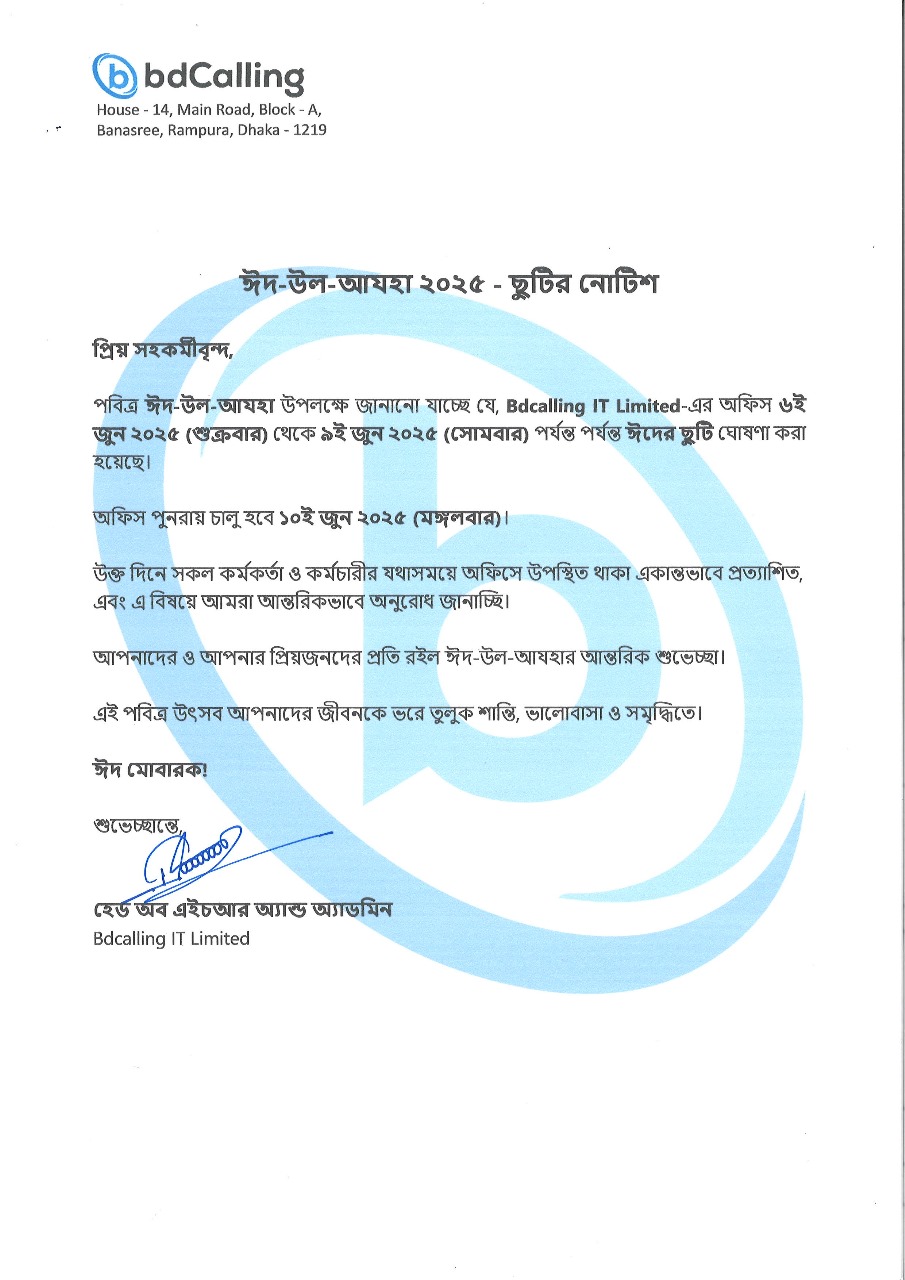 bdCalling
House - 14, Main Road, Block - A,
Banasree, Rampura, Dhaka - 1219
ঈদ-উল-আযহা ২০২৫ - ছুটির নোটিশ
প্রিয় সহকর্মীবৃন্দ,
পবিত্র ঈদ-উল-আযহা উপলক্ষে জানানো যাচ্ছে যে, Bdcalling IT Limited-এর অফিস ৬ই
জুন ২০২৫ (শুক্রবার) থেকে ৯ই জুন ২০২৫ (সোমবার) পর্যন্ত পর্যন্ত ঈদের ছুটি ঘোষণা করা
হয়েছে।
অফিস পুনরায় চালু হবে ১০ই জুন ২০২৫ (মঙ্গলবার)।
উক্ত দিনে সকল কর্মকর্তা ও কর্মচারীর যথাসময়ে অফিসে উপস্থিত থাকা একান্তভাবে প্রত্যাশিত,
এবং এ বিষয়ে আমরা আন্তরিকভাবে অনুরোধ জানাচ্ছি।
আপনাদের ও আপনার প্রিয়জনদের প্রতি রইল ঈদ-উল-আযহার আন্তরিক শুভেচ্ছা।
এই পবিত্র উৎসব আপনাদের জীবনকে ভরে তুলুক শান্তি, ভালোবাসা ও সমৃদ্ধিতে।
ঈদ মোবারক!
শুভেচ্ছান্তে,
হেড অব এইচআর অ্যান্ড অ্যাডমিন
Bdcalling IT Limited